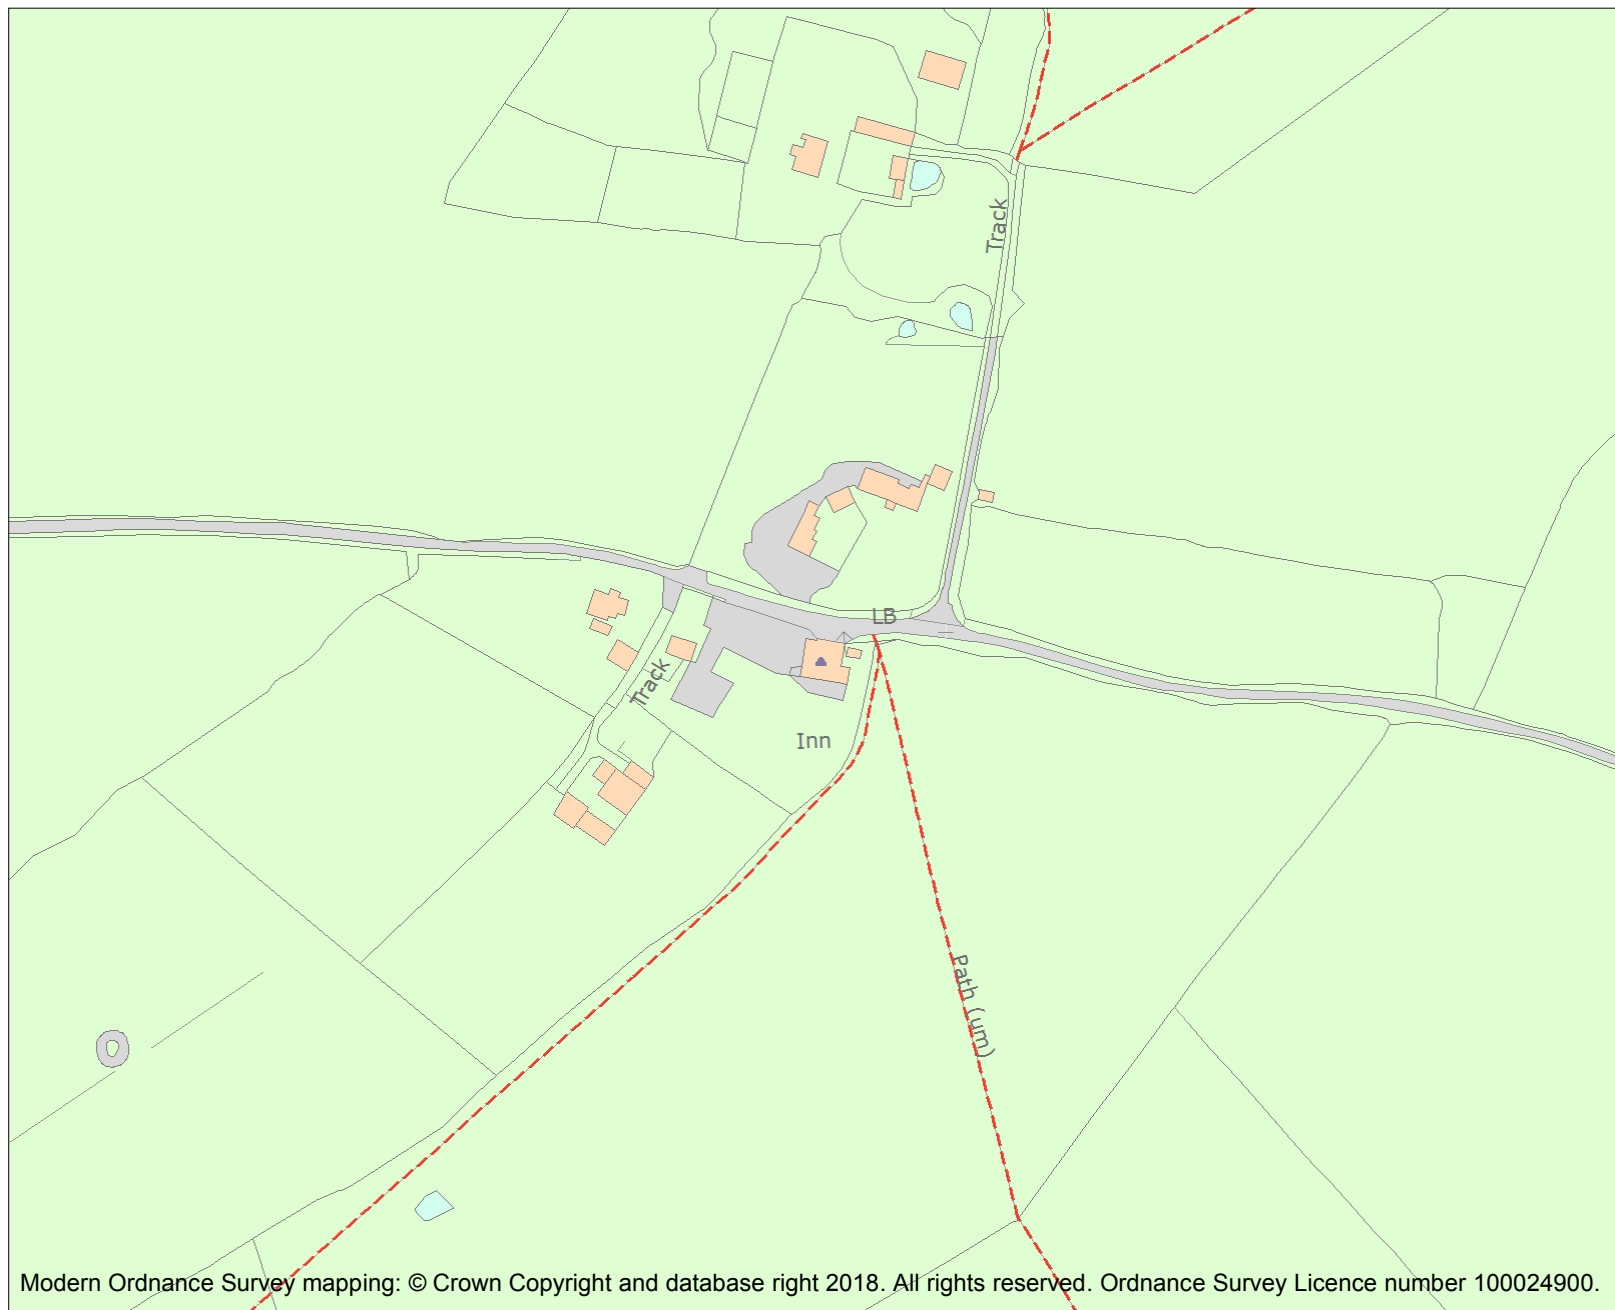 Track
LB
Track
Inn
Path (um)
Modern Ordnance Survey mapping: © Crown Copyright and database right 2018. All rights reserved. Ordnance Survey Licence number 100024900.